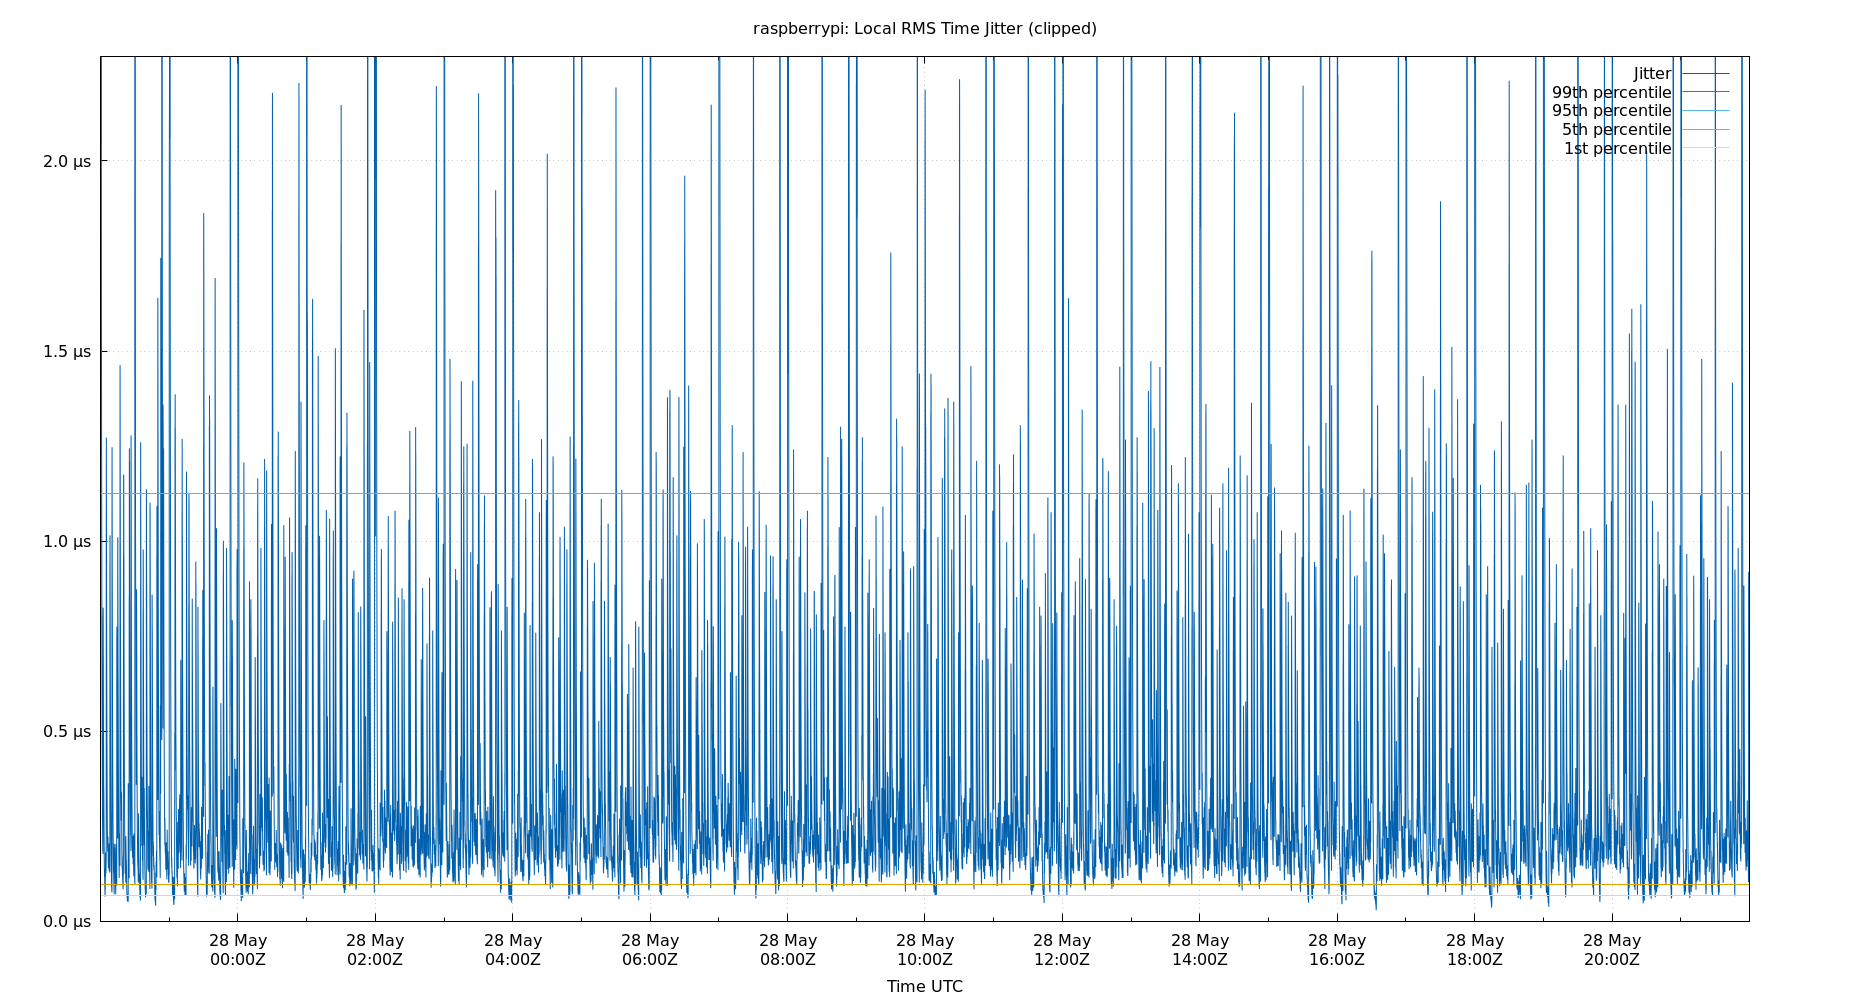 raspberrypi: Local RMS Time Jitter (clipped)
Jitter
99th percentile
95th percentile
5th percentile
1st percentile
2.0 μs
1.5 μs
1.0 μs
0.5 μs
0.0 μs
28 May 28 May 28 May 28 May 28 May 28 May 28 May 28 May 28 May 28 May 28 May
00:00Z 02:00Z 04:00Z 06:00Z 08:00Z 10:00Z 12:00Z 14:00Z 16:00Z 18:00Z 20:00Z
Time UTC